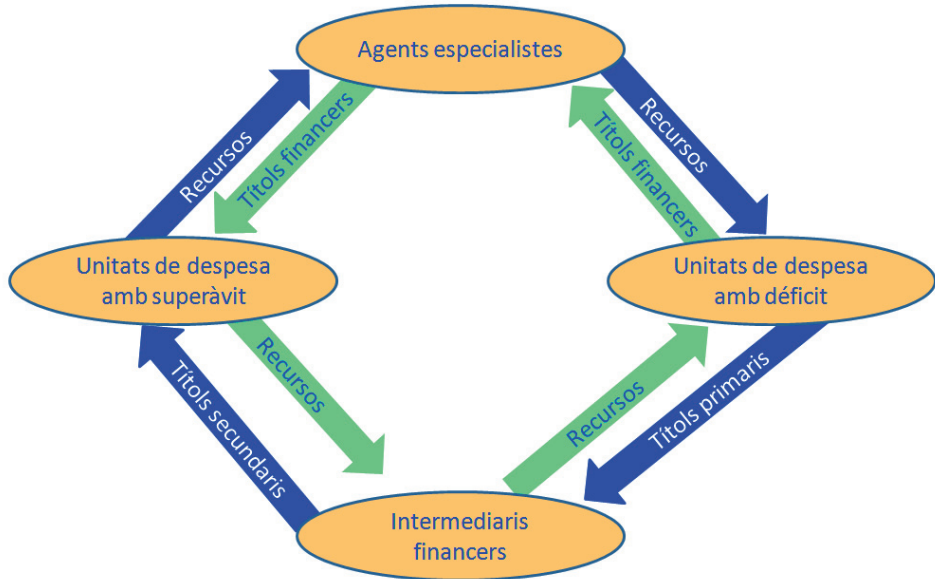 Agents especialistes
Recursos
Títols financers
Títols financers
Recursos
Unitats de despesa
amb superàvit
Unitats de despesa
amb déficit
Títols secundaris
Recursos
Recursos
Títols primaris
Intermediaris
financers